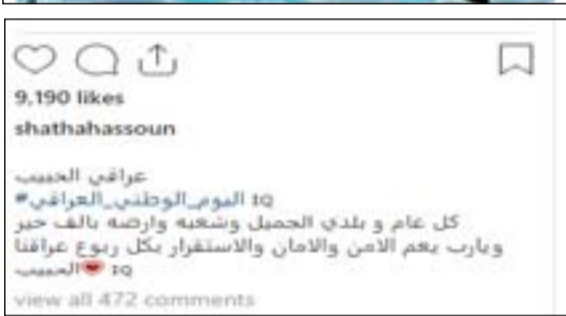 9,190 likes
shathahassoun
عراقي الحبيب
#اليوم_الوطني_العراقي IQ
كل عام و بلدي الجميل وشعبه وارضه بالف خير
ويارب يعم الامن والامان والاستقرار بكل ربوع عراقنا
الحبيب❤️ IQ
view all 472 comments